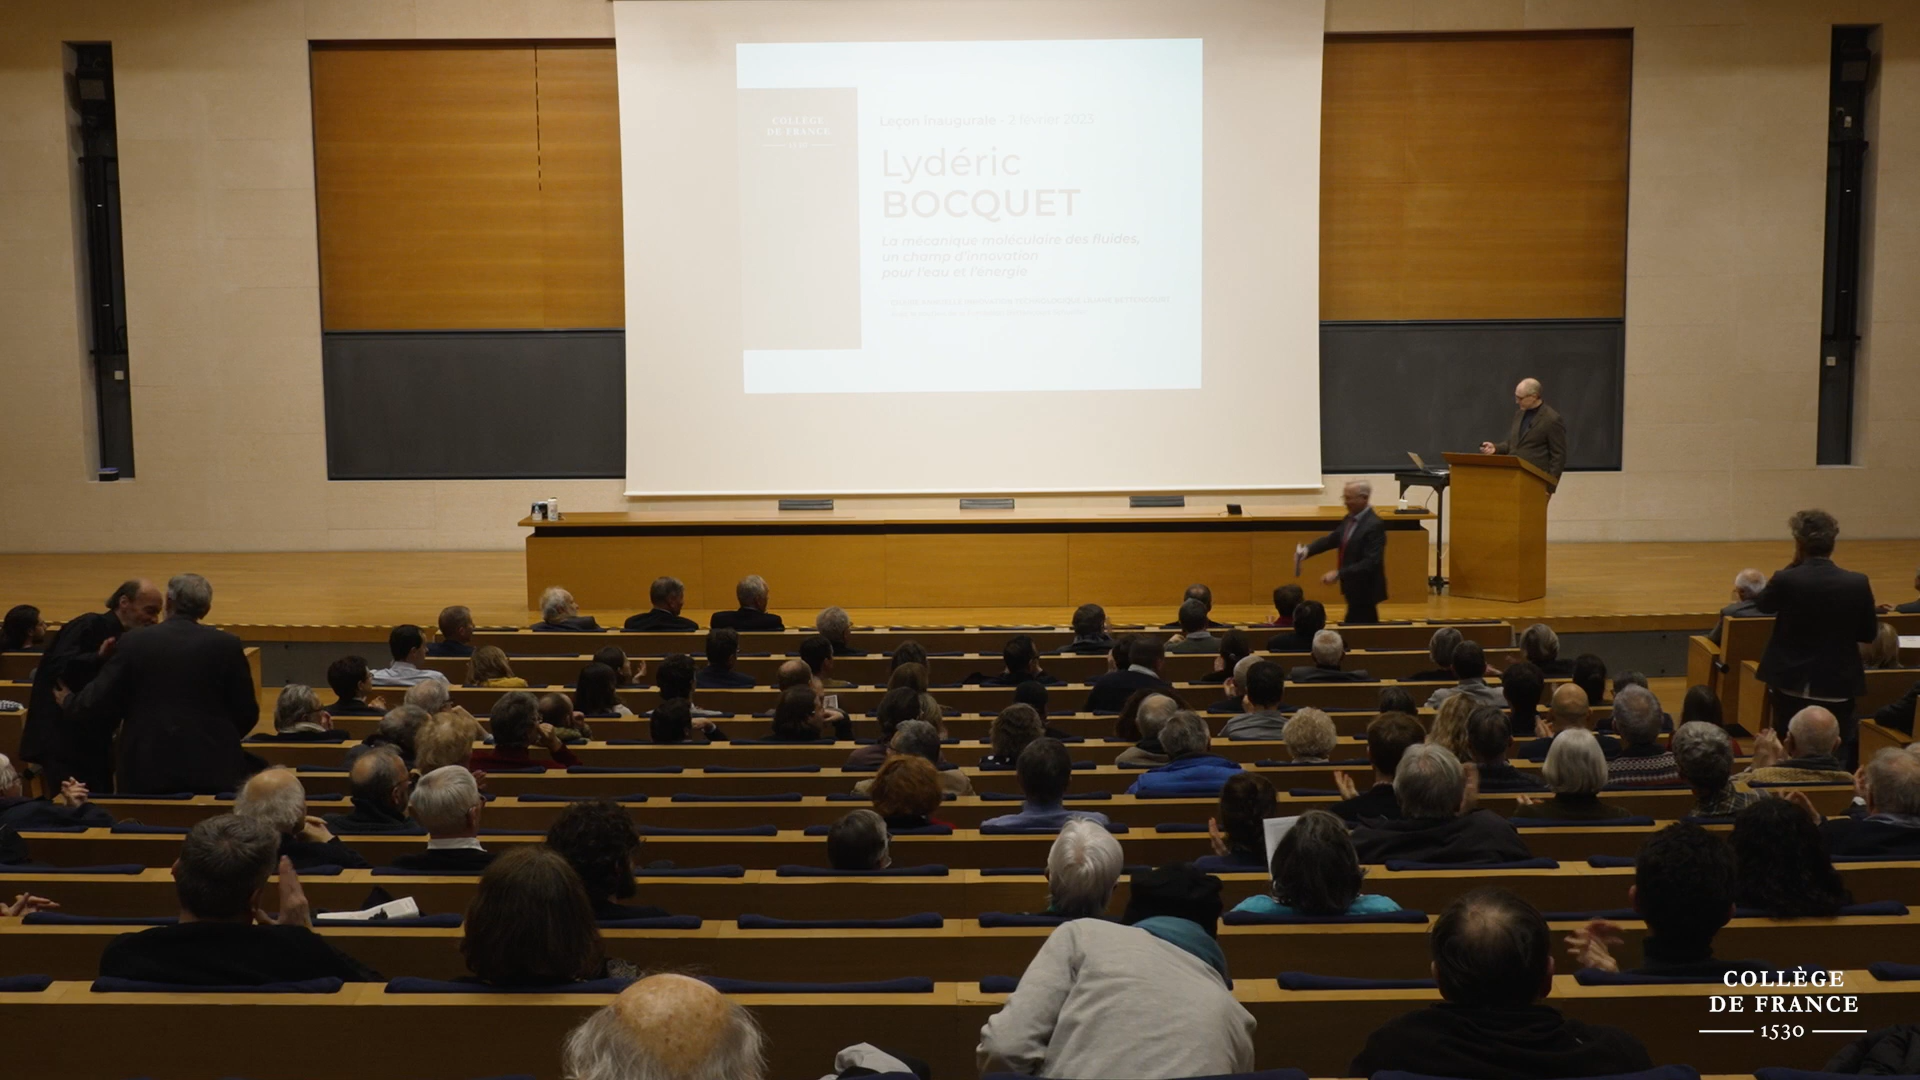 Leçon Inaugurale - 2 février 2023
COLLÈGE
DE FRANCE
1530
Lydéric
BOCQUET
La mécanique moléculaire des fluides,
un champ d'innovation
pour l'eau et l'énergie
COLLÈGE
DE FRANCE
1530